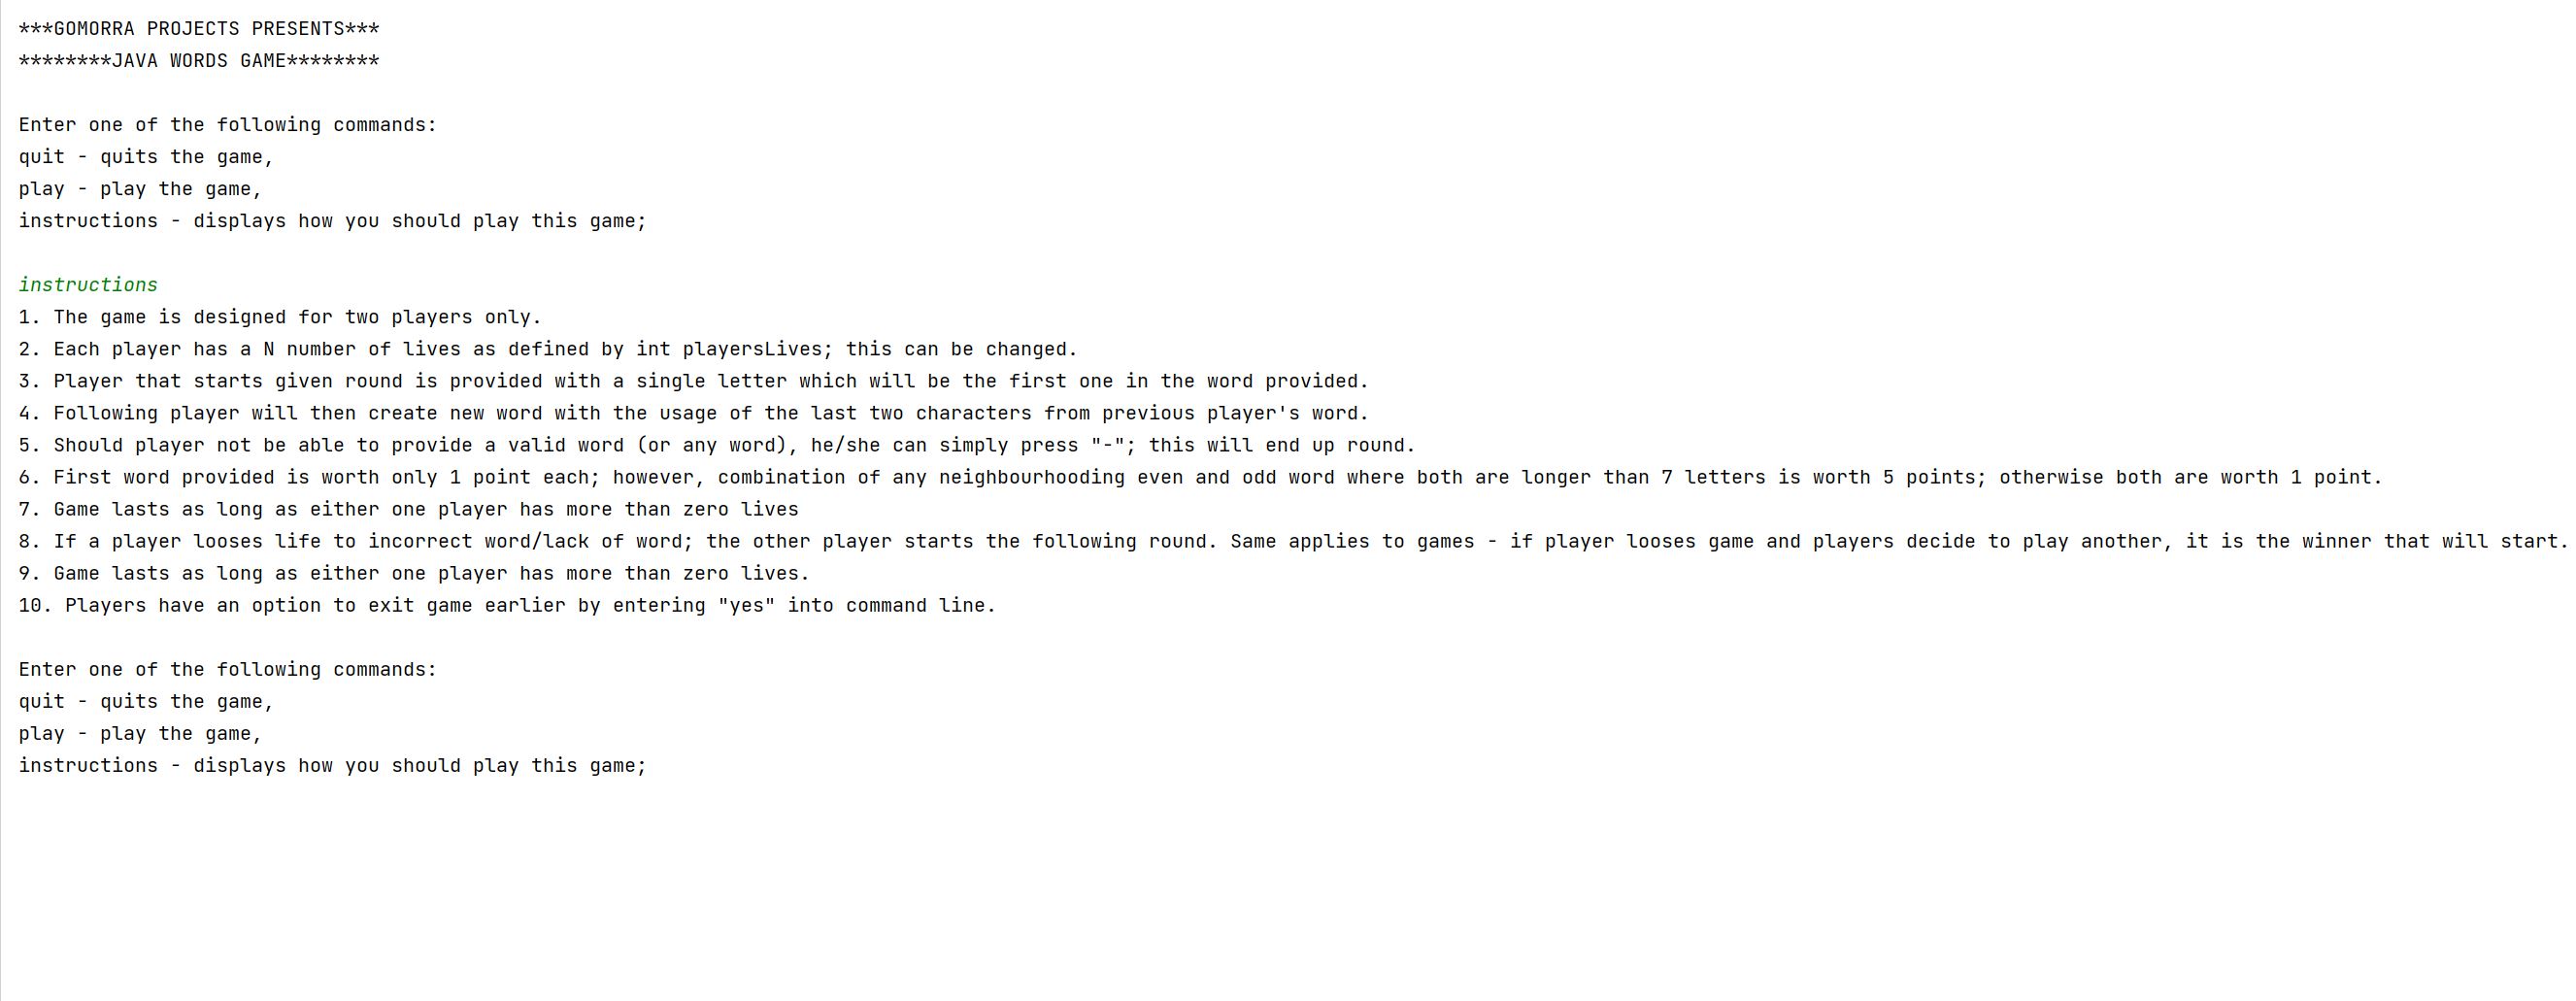 ***GOMORRA PROJECTS PRESENTS***
********JAVA WORDS GAME********
Enter one of the following commands:
quit - quits the game,
play - play the game,
instructions - displays how you should play this game;
instructions
1. The game is designed for two players only.
2. Each player has a N number of lives as defined by int playersLives; this can be changed.
3. Player that starts given round is provided with a single letter which will be the first one in the word provided.
4. Following player will then create new word with the usage of the last two characters from previous player's word.
5. Should player not be able to provide a valid word (or any word), he/she can simply press "-"; this will end up round.
6. First word provided is worth only 1 point each; however, combination of any neighbourhooding even and odd word where both are longer than 7 letters is worth 5 points; otherwise both are worth 1 point.
7. Game lasts as long as either one player has more than zero lives
8. If a player looses life to incorrect word/lack of word; the other player starts the following round. Same applies to games - if player looses game and players decide to play another, it is the winner that will start.
9. Game lasts as long as either one player has more than zero lives.
10. Players have an option to exit game earlier by entering "yes" into command line.
Enter one of the following commands:
quit - quits the game,
play - play the game,
instructions - displays how you should play this game;